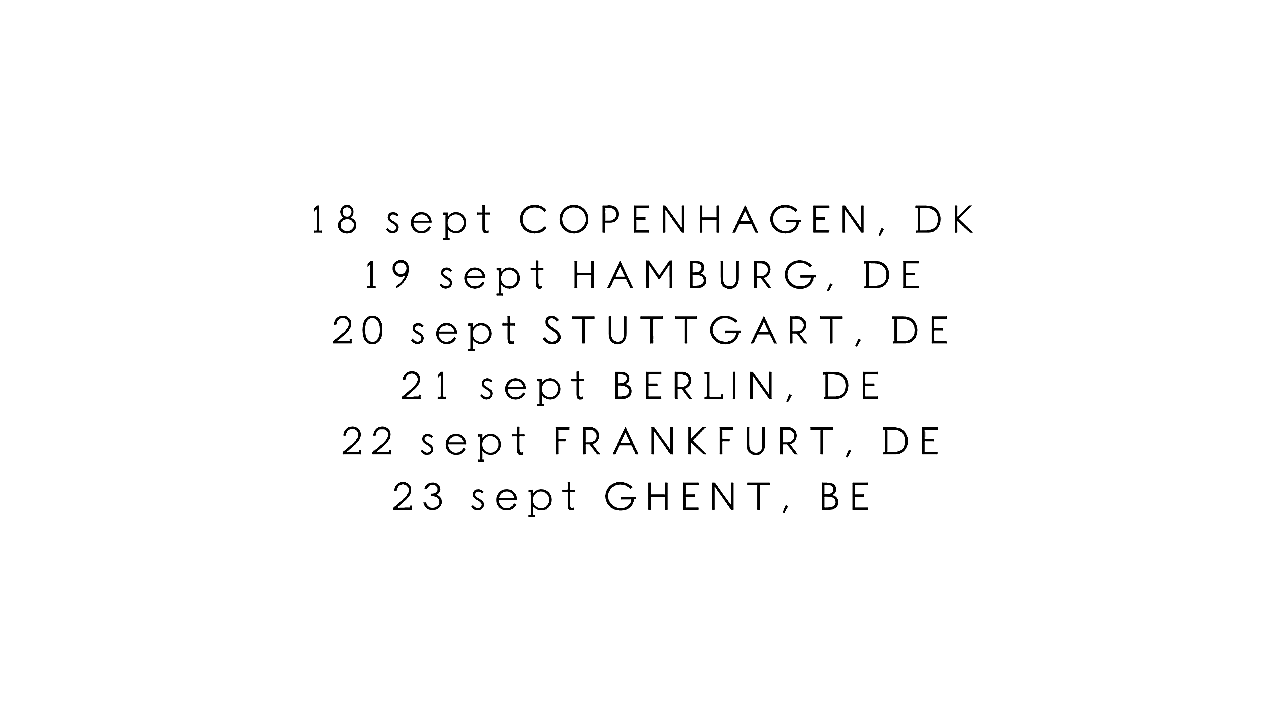 18 sept COPENHAGEN, DK
19 sept HAMBURG, DE
20 sept STUTTGART, DE
21 sept BERLIN, DE
22 sept FRANKFURT, DE
23 sept GHENT, BE